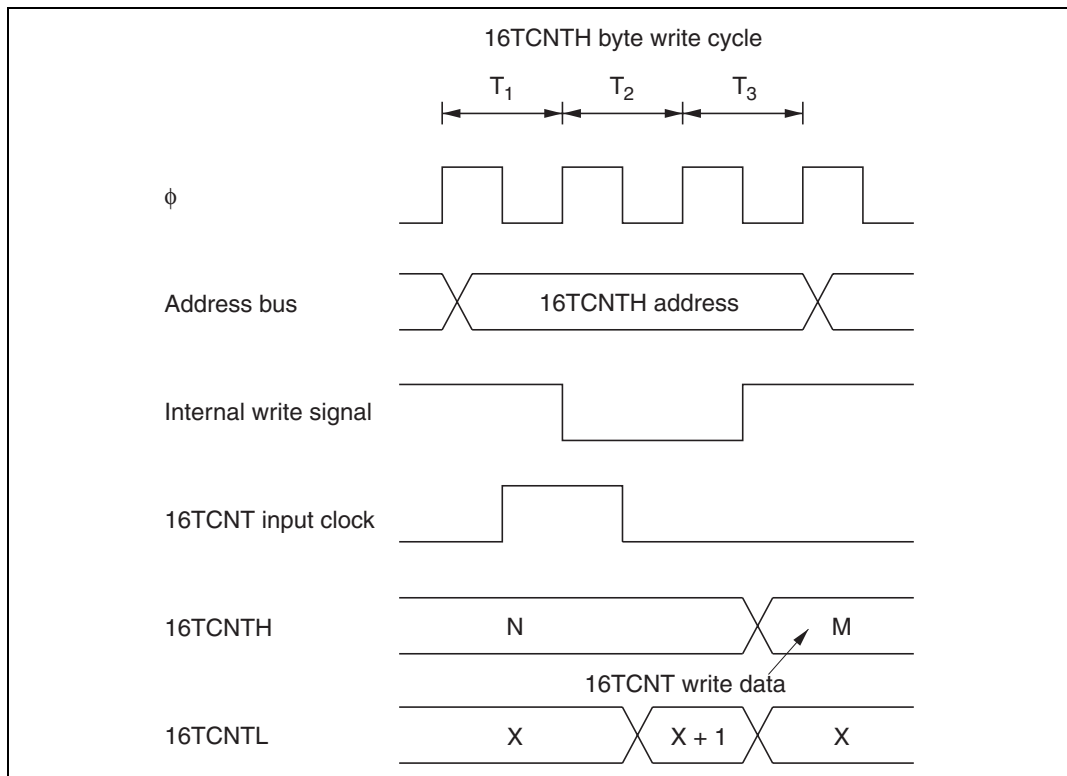 16TCNTH byte write cycle
T₁ T₂ T₃
ϕ
Address bus 16TCNTH address
Internal write signal
16TCNT input clock
16TCNTH N M
16TCNT write data
16TCNTL X X + 1 X